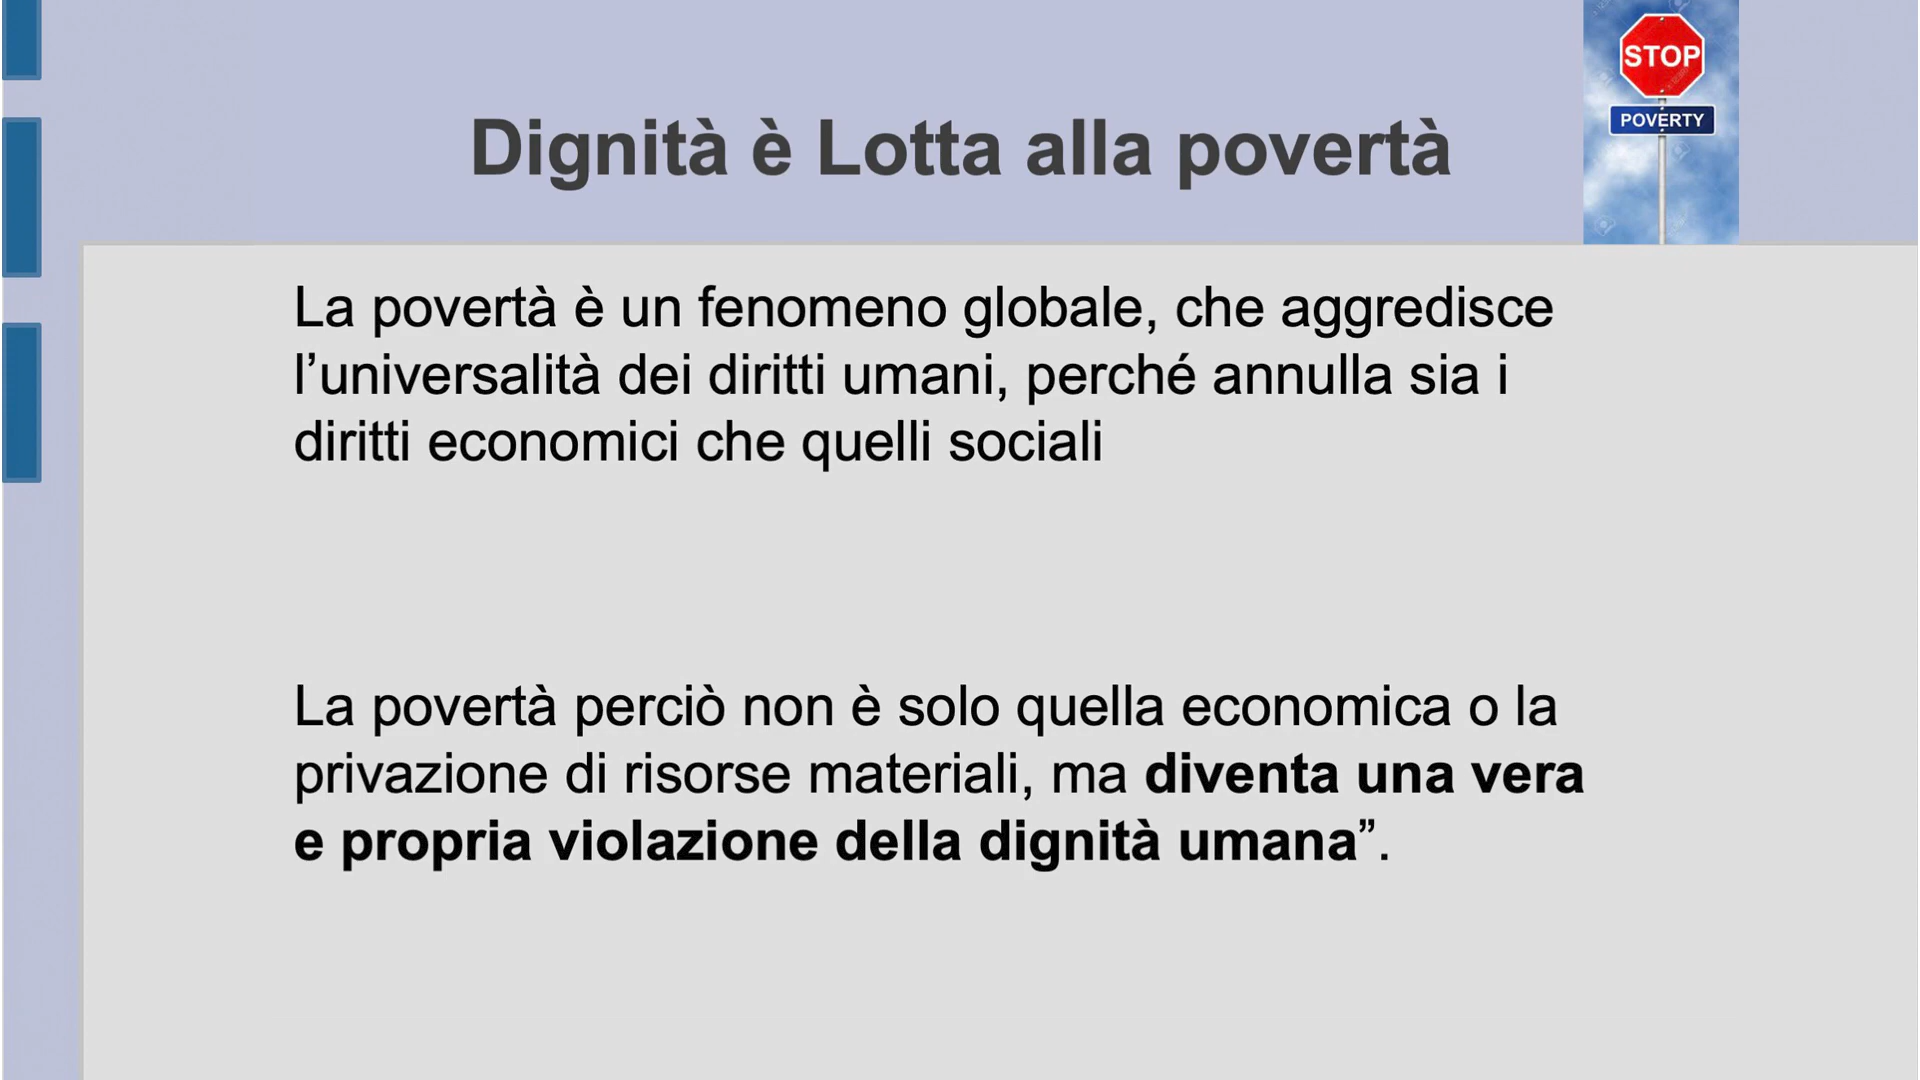 Dignità è Lotta alla povertà
STOP
POVERTY
La povertà è un fenomeno globale, che aggredisce
l’universalità dei diritti umani, perché annulla sia i
diritti economici che quelli sociali
La povertà perciò non è solo quella economica o la
privazione di risorse materiali, ma diventa una vera
e propria violazione della dignità umana”.